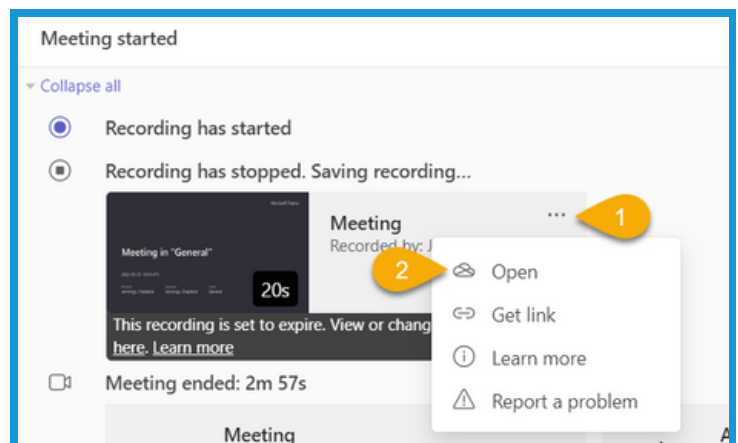 Meeting started
Collapse all
Recording has started
Recording has stopped. Saving recording...
Microsoft Teams
Meeting in "General"
20s
Meeting
Recorded by: J
...
1
2
Open
Get link
Learn more
Report a problem
This recording is set to expire. View or chang
here. Learn more
Meeting ended: 2m 57s
Meeting
A